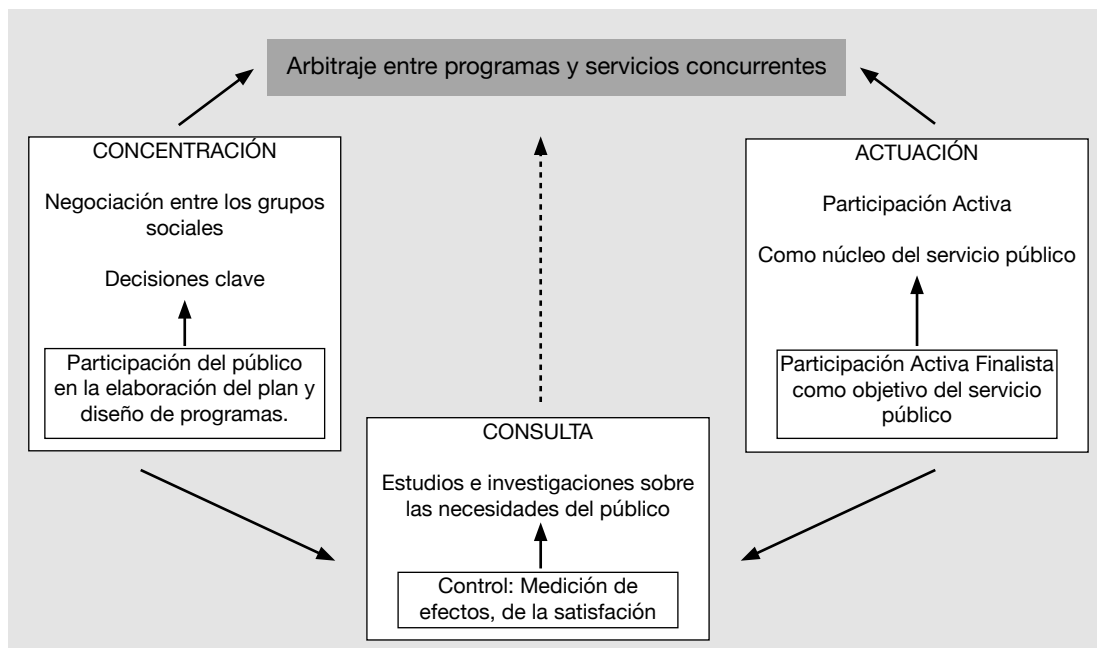 Arbitraje entre programas y servicios concurrentes
CONCENTRACIÓN
Negociación entre los grupos
sociales
Decisiones clave
Participación del público
en la elaboración del plan y
diseño de programas.
CONSULTA
Estudios e investigaciones sobre
las necesidades del público
Control: Medición de
efectos, de la satisfacción
ACTUACIÓN
Participación Activa
Como núcleo del servicio público
Participación Activa Finalista
como objetivo del servicio
público